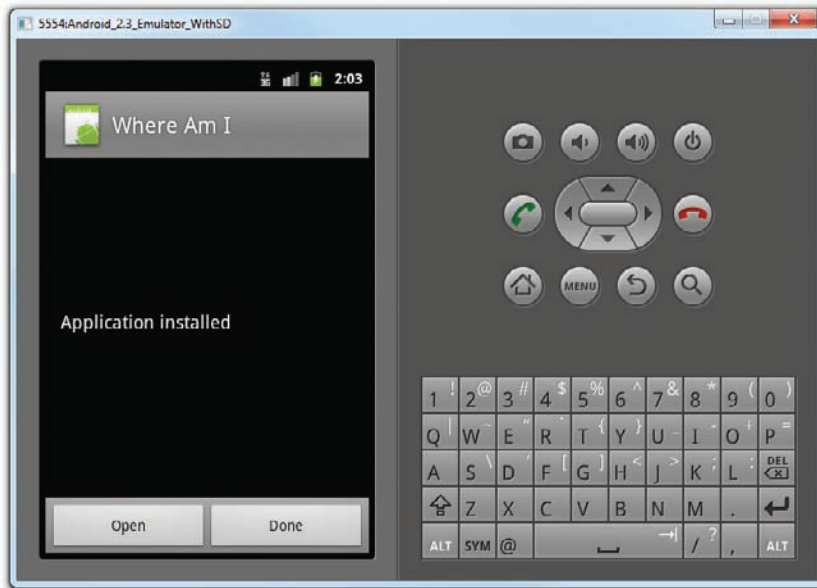 5554:Android_2.3_Emulator_WithSD
3G 2:03
Where Am I
Application installed
Open Done
MENU
1 ! 2 @ 3 # 4 $ 5 % 6 ^ 7 & 8 * 9 ( 0 )
Q | W ~ E " R ` T { Y } U _ I - O + P =
A S \ D ' F [ G ] H < J > K ; L : DEL
Z X C V B N M .
ALT SYM @ / ? , ALT